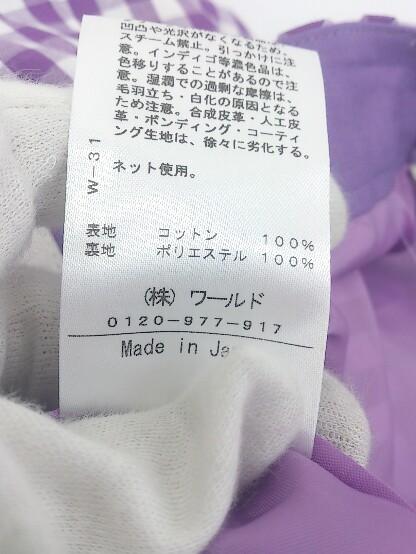 凹凸や光沢がなくなるため、
スチーム禁止。引っかけに注
意。インディゴ等濃色品は、
色移りすることがあるので注
意。湿潤での過剰な摩擦は、
毛羽立ち・白化の原因となる
ため注意。合成皮革・人工皮
革・ボンディング・コーティ
ング生地は、徐々に劣化する。
W-31
ネット使用。
表地 コットン 100%
裏地 ポリエステル 100%
(株) ワールド
0120-977-917
Made in